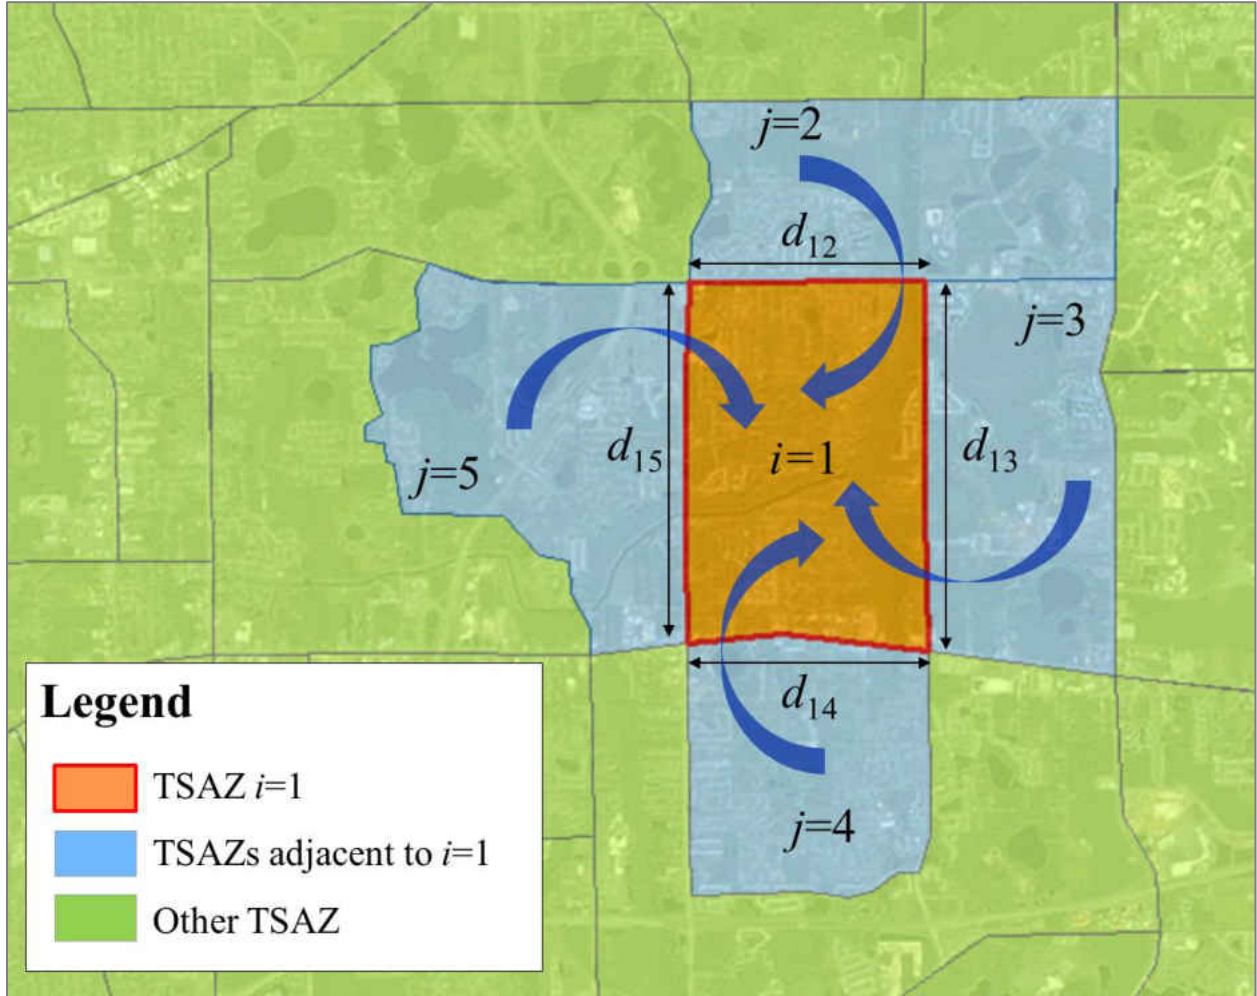 j=2
d12
j=3
d15
i=1
d13
j=5
d14
j=4
Legend
TSAZ i=1
TSAZs adjacent to i=1
Other TSAZ